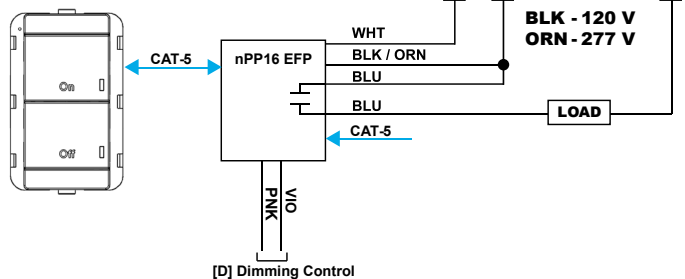 BLK - 120 V
ORN - 277 V
WHT
CAT-5
nPP16 EFP
BLK / ORN
BLU
On
BLU
LOAD
CAT-5
Off
VIO
PNK
[D] Dimming Control